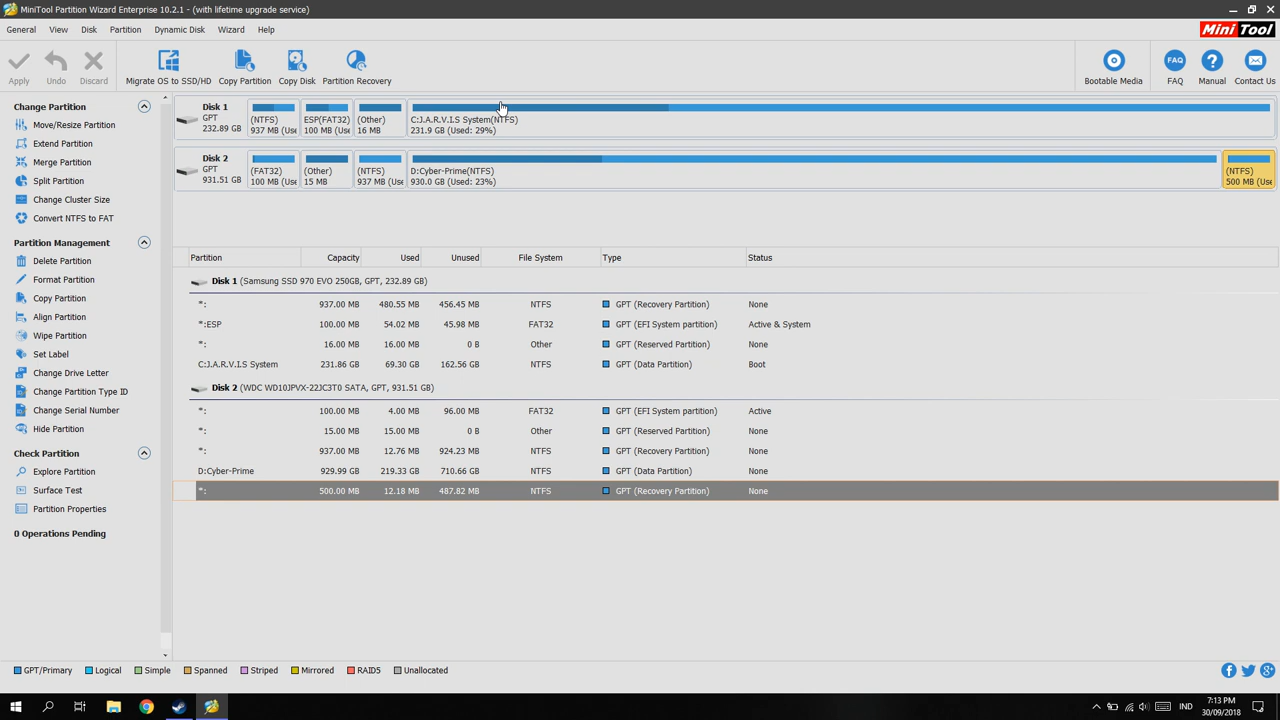 MiniTool Partition Wizard Enterprise 10.2.1 - (with lifetime upgrade service)
General View Disk Partition Dynamic Disk Wizard Help
Mini Tool
Apply Undo Discard Migrate OS to SSD/HD Copy Partition Copy Disk Partition Recovery Bootable Media FAQ Manual Contact Us
FAQ
Change Partition
Move/Resize Partition
Extend Partition
Merge Partition
Split Partition
Change Cluster Size
Convert NTFS to FAT
Partition Management
Delete Partition
Format Partition
Copy Partition
Align Partition
Wipe Partition
Set Label
Change Drive Letter
Change Partition Type ID
Change Serial Number
Hide Partition
Check Partition
Explore Partition
Surface Test
Partition Properties
0 Operations Pending
Disk 1
GPT
232.89 GB
(NTFS)
937 MB (Use
ESP(FAT32)
100 MB (Use
(Other)
16 MB
C:J.A.R.V.I.S System(NTFS)
231.9 GB (Used: 29%)
Disk 2
GPT
931.51 GB
(FAT32)
100 MB (Use
(Other)
15 MB
(NTFS)
937 MB (Use
D:Cyber-Prime(NTFS)
930.0 GB (Used: 23%)
(NTFS)
500 MB (Use
Partition Capacity Used Unused File System Type Status
Disk 1 (Samsung SSD 970 EVO 250GB, GPT, 232.89 GB)
*: 937.00 MB 480.55 MB 456.45 MB NTFS GPT (Recovery Partition) None
*:ESP 100.00 MB 54.02 MB 45.98 MB FAT32 GPT (EFI System partition) Active & System
*: 16.00 MB 16.00 MB 0 B Other GPT (Reserved Partition) None
C:J.A.R.V.I.S System 231.86 GB 69.30 GB 162.56 GB NTFS GPT (Data Partition) Boot
Disk 2 (WDC WD10JPVX-22JC3T0 SATA, GPT, 931.51 GB)
*: 100.00 MB 4.00 MB 96.00 MB FAT32 GPT (EFI System partition) Active
*: 15.00 MB 15.00 MB 0 B Other GPT (Reserved Partition) None
*: 937.00 MB 12.76 MB 924.23 MB NTFS GPT (Recovery Partition) None
D:Cyber-Prime 929.99 GB 219.33 GB 710.66 GB NTFS GPT (Data Partition) None
*: 500.00 MB 12.18 MB 487.82 MB NTFS GPT (Recovery Partition) None
GPT/Primary Logical Simple Spanned Striped Mirrored RAID5 Unallocated
IND
7:13 PM
30/09/2018